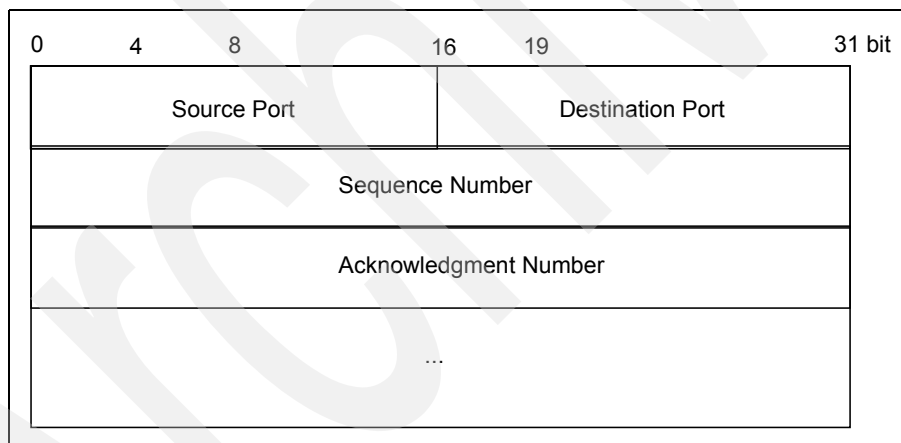 0 4 8 16 19 31 bit
Source Port Destination Port
Sequence Number
Acknowledgment Number
...